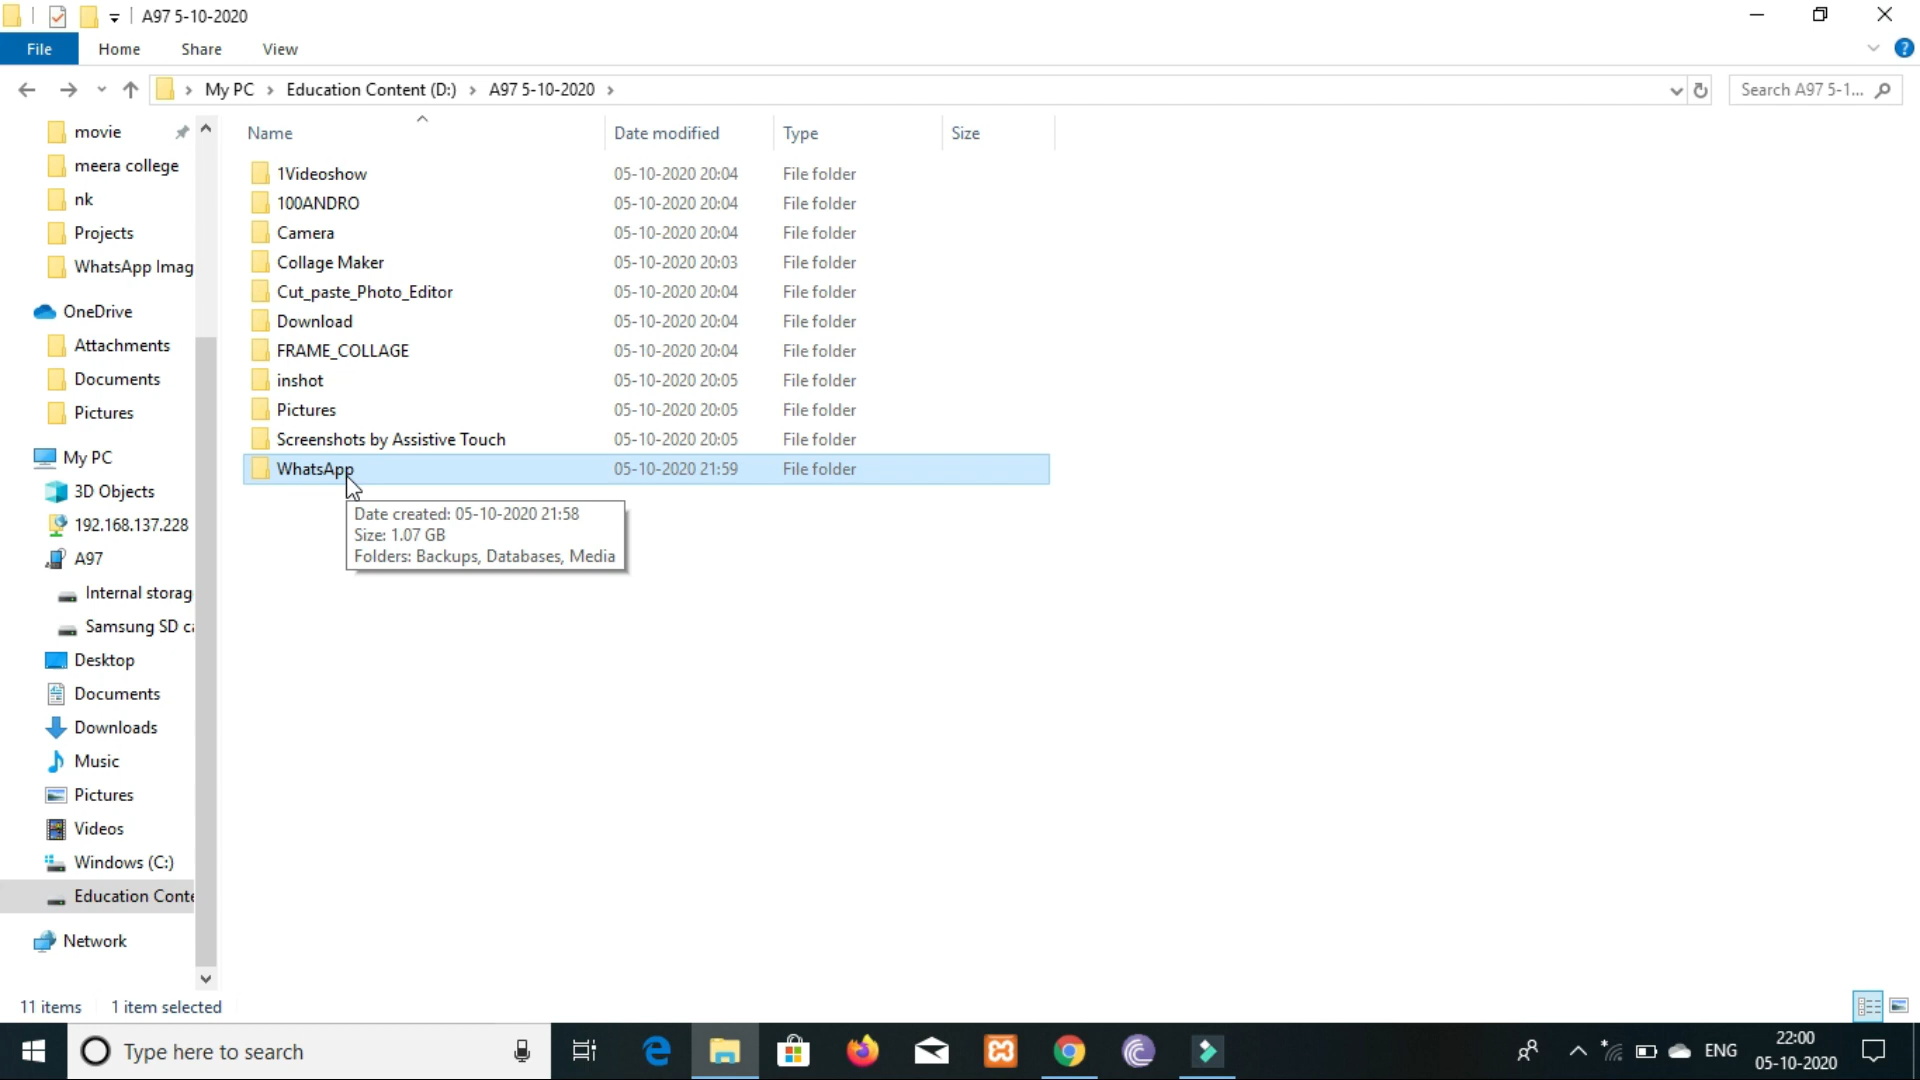 A97 5-10-2020
File Home Share View
My PC Education Content (D:) A97 5-10-2020 Search A97 5-1...
movie
meera college
nk
Projects
WhatsApp Imag
OneDrive
Attachments
Documents
Pictures
My PC
3D Objects
192.168.137.228
A97
Internal storag
Samsung SD ca
Desktop
Documents
Downloads
Music
Pictures
Videos
Windows (C:)
Education Conte
Network
Name Date modified Type Size
1Videoshow 05-10-2020 20:04 File folder
100ANDRO 05-10-2020 20:04 File folder
Camera 05-10-2020 20:04 File folder
Collage Maker 05-10-2020 20:03 File folder
Cut_paste_Photo_Editor 05-10-2020 20:04 File folder
Download 05-10-2020 20:04 File folder
FRAME_COLLAGE 05-10-2020 20:04 File folder
inshot 05-10-2020 20:05 File folder
Pictures 05-10-2020 20:05 File folder
Screenshots by Assistive Touch 05-10-2020 20:05 File folder
WhatsApp 05-10-2020 21:59 File folder
Date created: 05-10-2020 21:58
Size: 1.07 GB
Folders: Backups, Databases, Media
11 items 1 item selected
Type here to search
ENG
22:00
05-10-2020